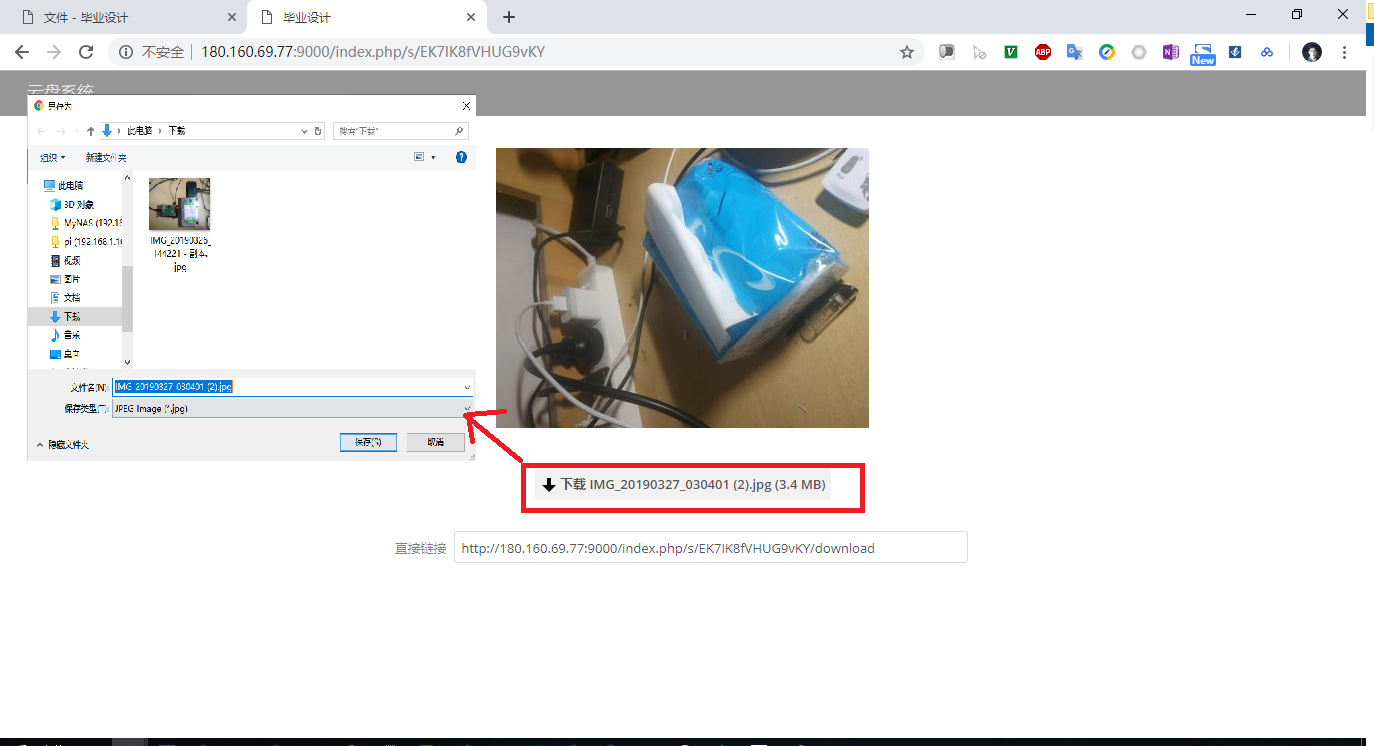 文件 - 毕业设计
毕业设计
不安全
180.160.69.77:9000/index.php/s/EK7IK8fVHUG9vKY
V
ABP
New
云盘系统
另存为
此电脑
下载
搜索"下载"
组织
新建文件夹
此电脑
3D 对象
MyNAS (192.16
pi (192.168.1.16
视频
图片
文档
下载
音乐
桌面
IMG_20190326_
144221 - 副本.
jpg
文件名(N):
IMG_20190327_030401 (2).jpg
保存类型(T):
JPEG Image (*.jpg)
隐藏文件夹
保存(S)
取消
下载 IMG_20190327_030401 (2).jpg (3.4 MB)
直接链接
http://180.160.69.77:9000/index.php/s/EK7IK8fVHUG9vKY/download